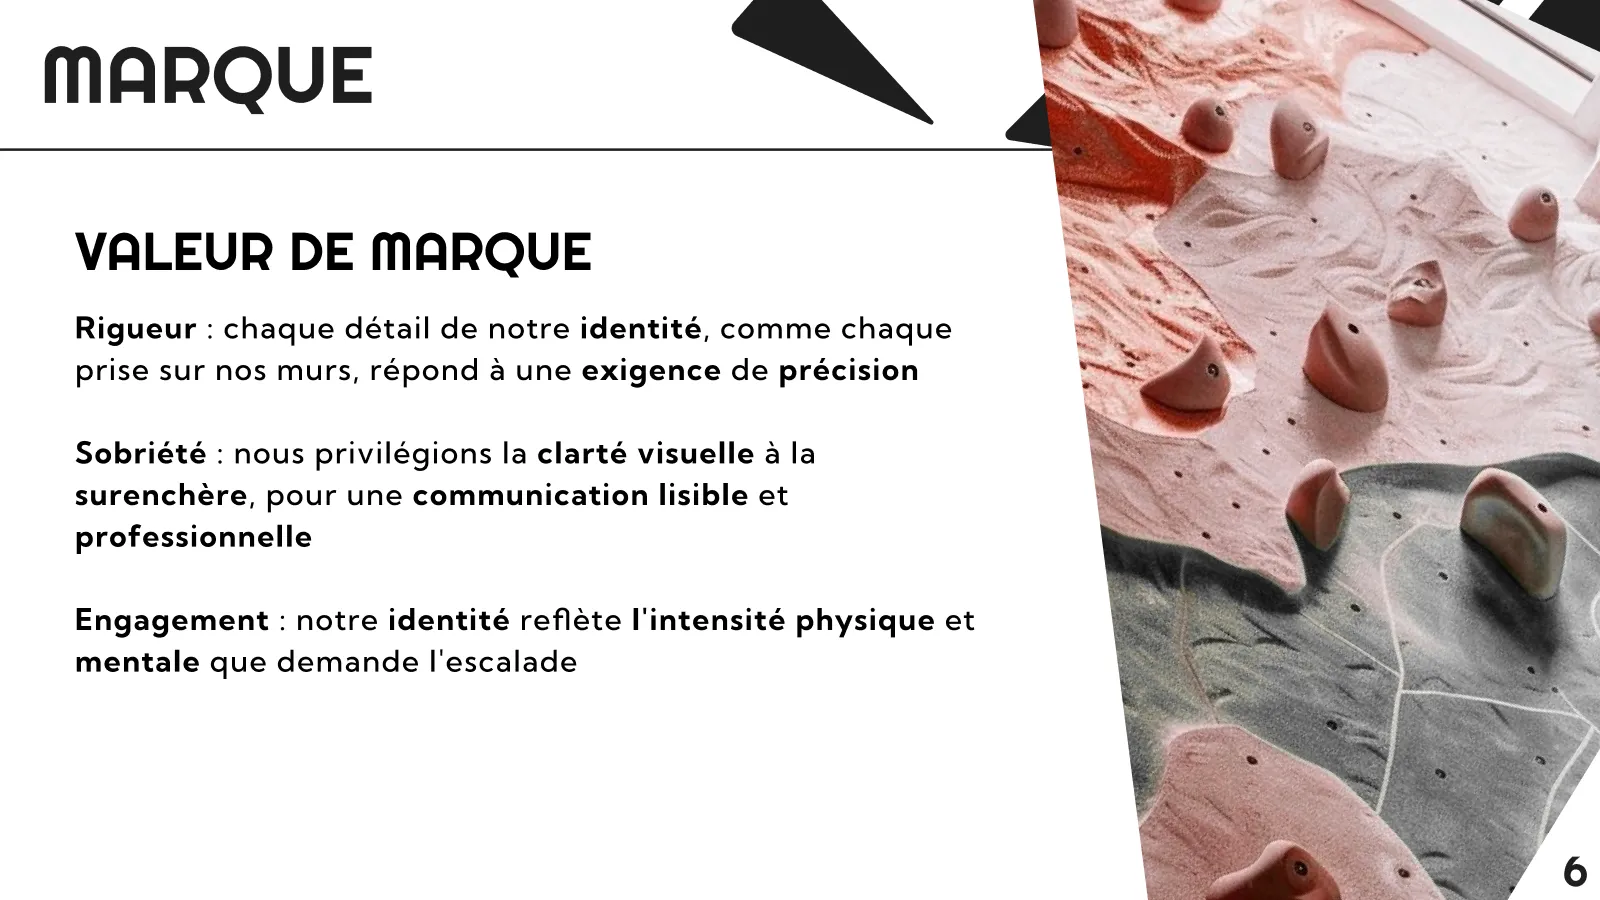 MARQUE
VALEUR DE MARQUE
Rigueur : chaque détail de notre identité, comme chaque
prise sur nos murs, répond à une exigence de précision
Sobriété : nous privilégions la clarté visuelle à la
surenchère, pour une communication lisible et
professionnelle
Engagement : notre identité reflète l'intensité physique et
mentale que demande l'escalade
6